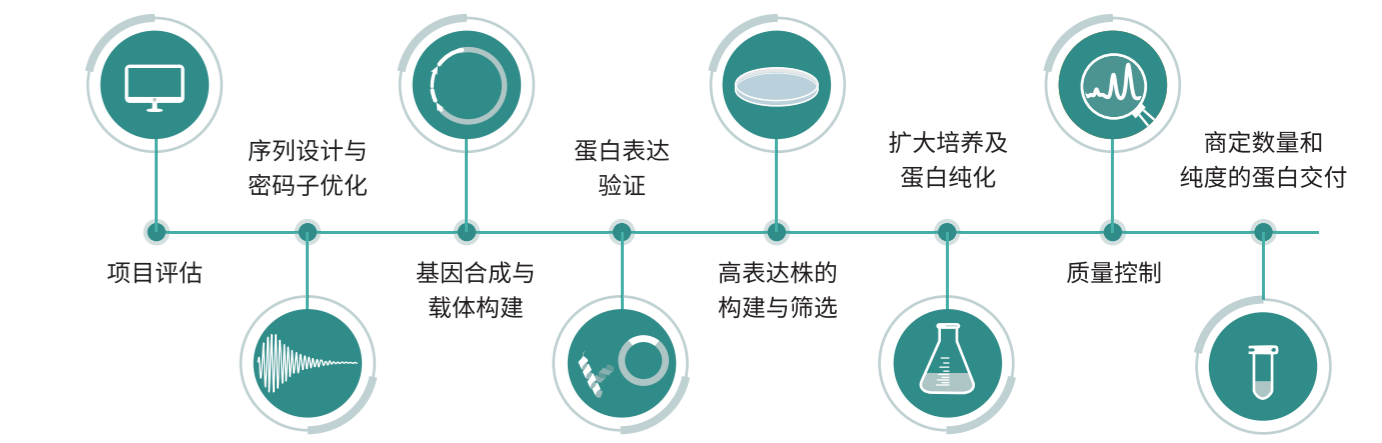 项目评估
序列设计与
密码子优化
基因合成与
载体构建
蛋白表达
验证
高表达株的
构建与筛选
扩大培养及
蛋白纯化
质量控制
商定数量和
纯度的蛋白交付